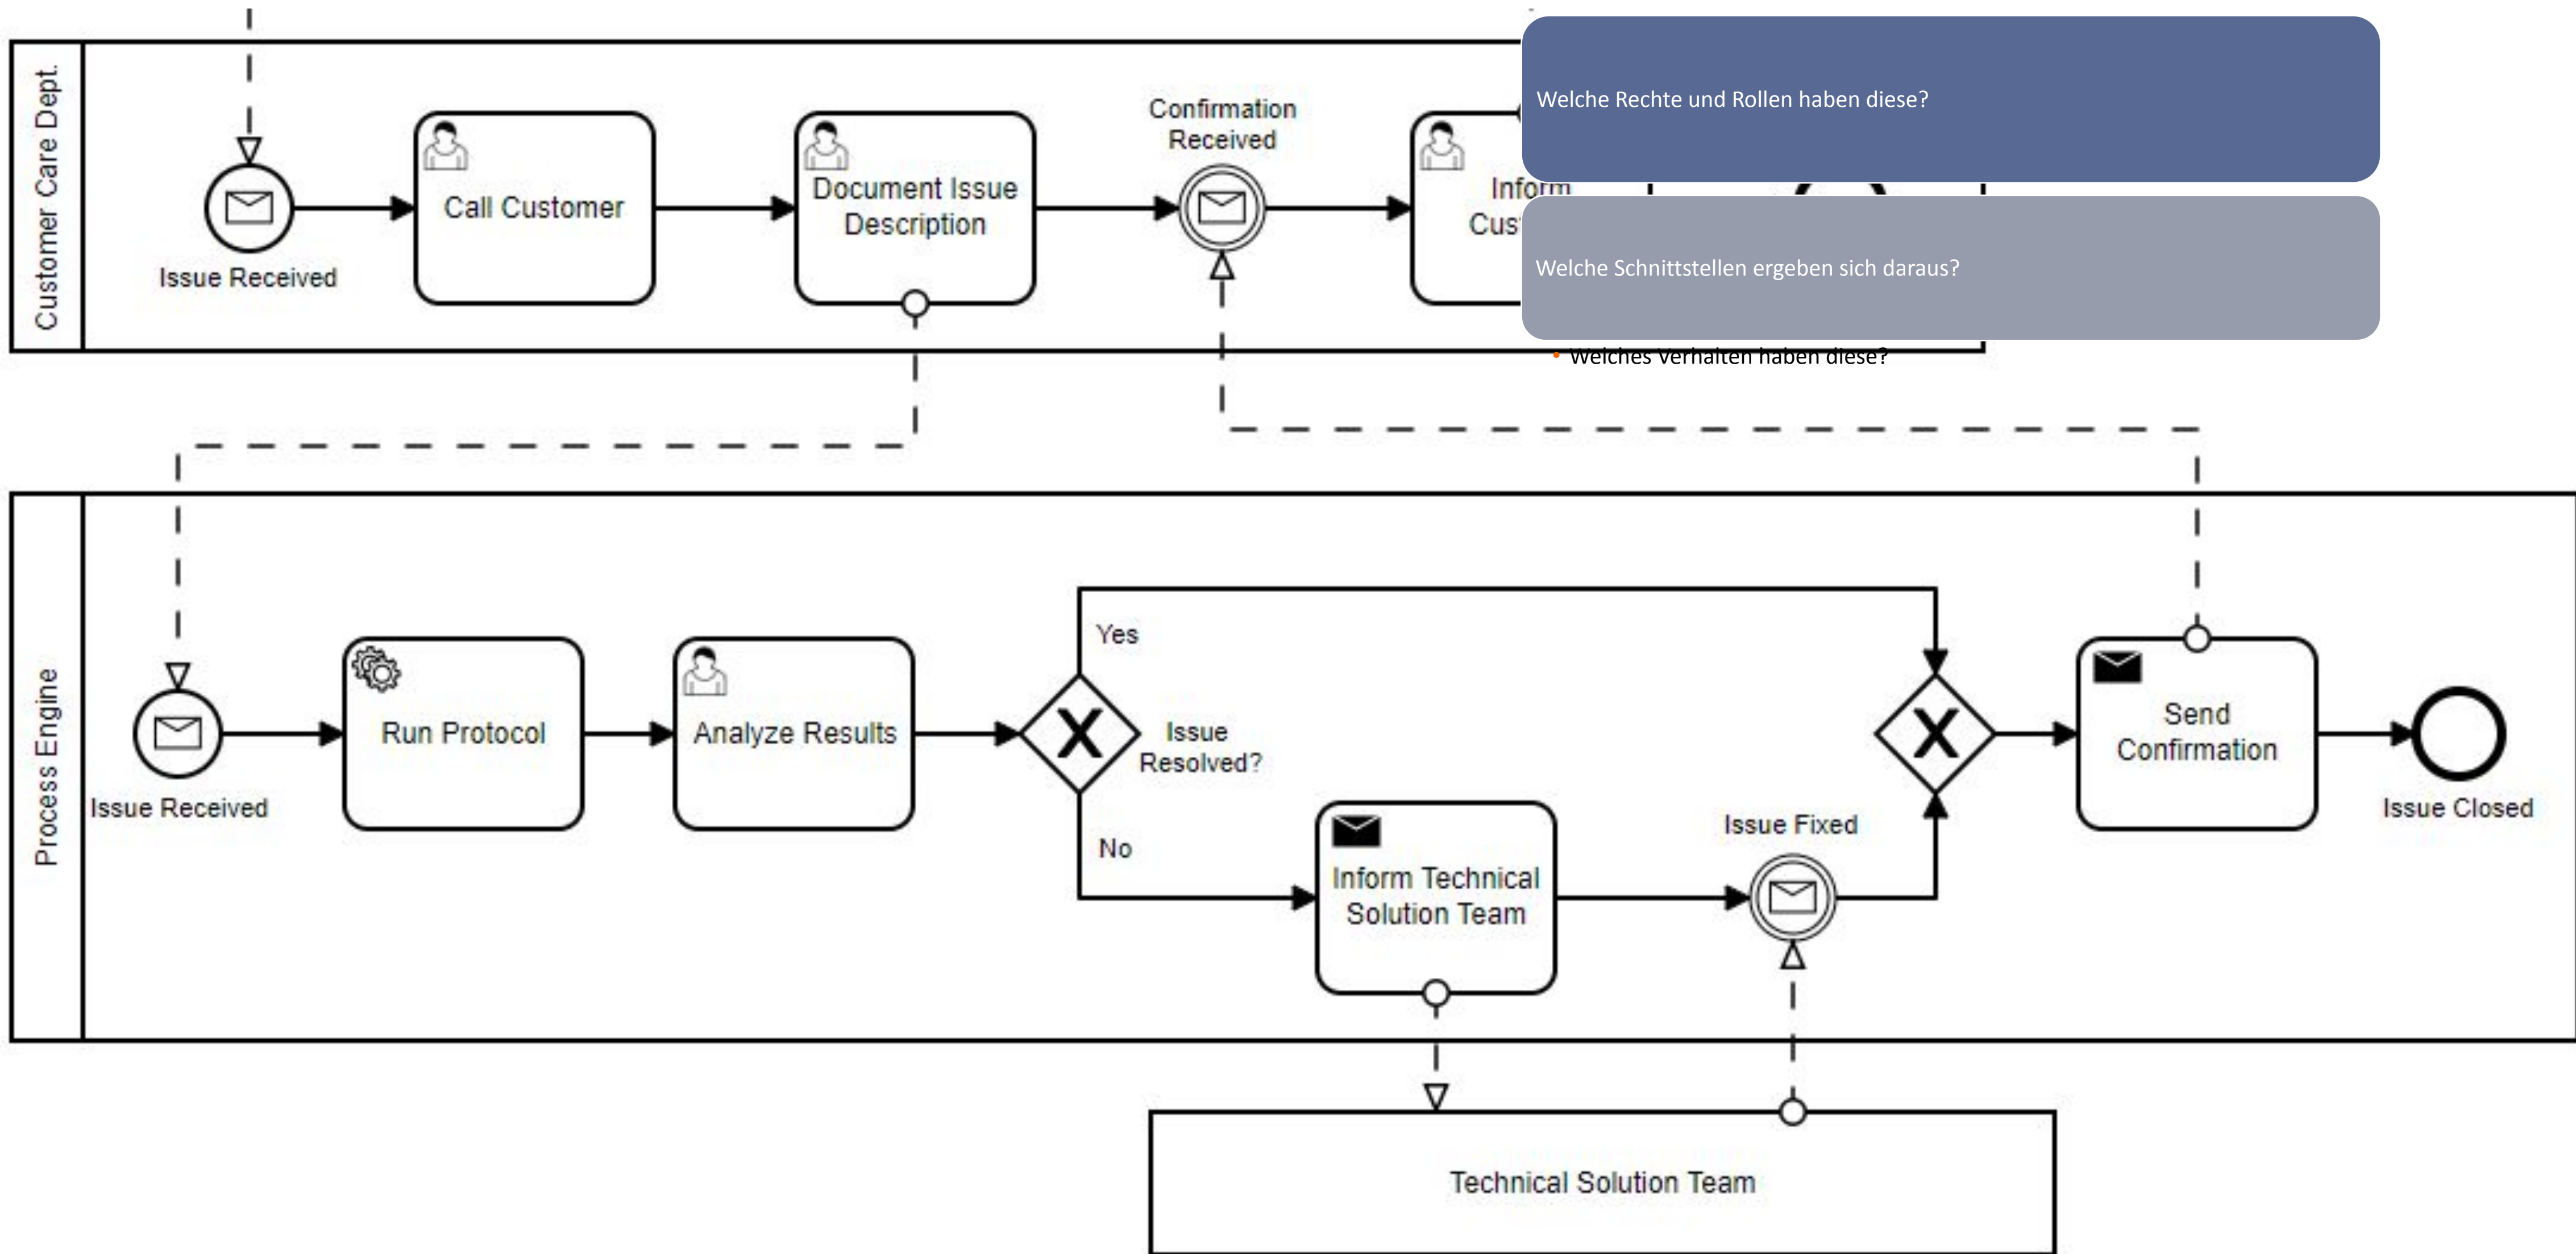 Customer Care Dept.
Issue Received
Call Customer
Document Issue
Description
Confirmation
Received
Inform
Cus
Welche Rechte und Rollen haben diese?
Welche Schnittstellen ergeben sich daraus?
• Welches Verhalten haben diese?
Process Engine
Issue Received
Run Protocol
Analyze Results
Yes
Issue
Resolved?
No
Inform Technical
Solution Team
Issue Fixed
Send
Confirmation
Issue Closed
Technical Solution Team